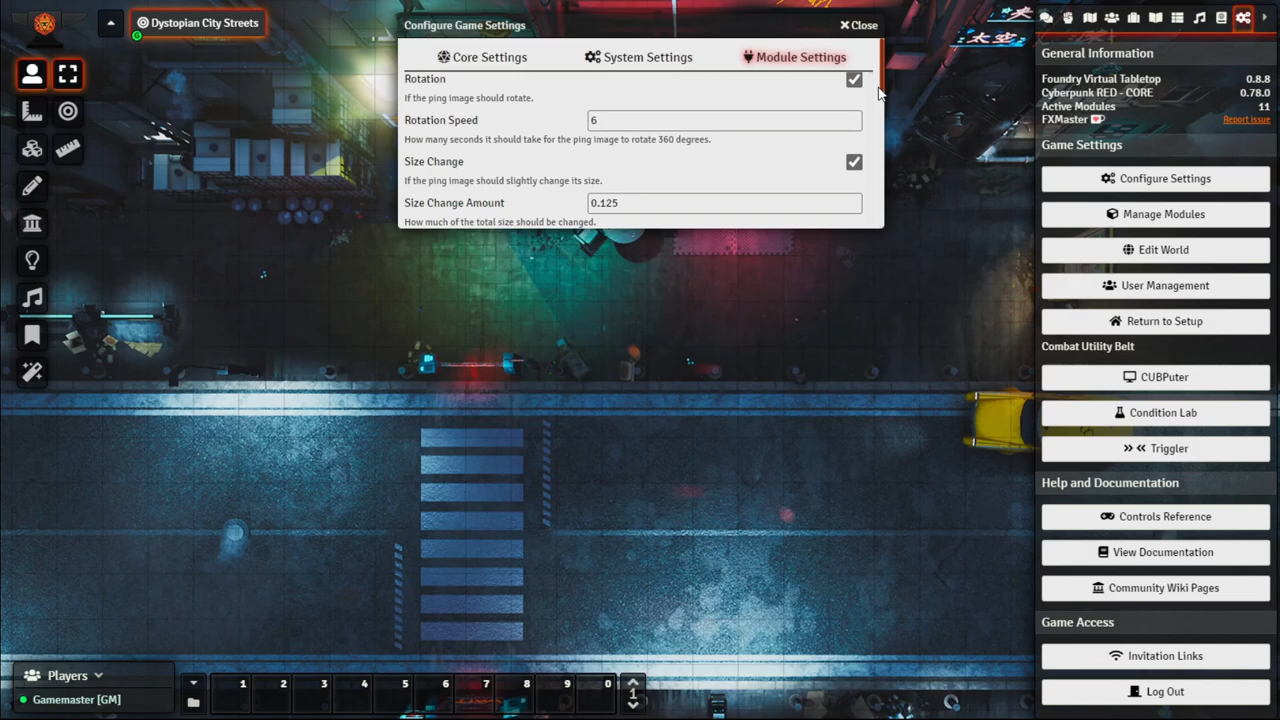 Dystopian City Streets
G
Configure Game Settings
Close
Core Settings
System Settings
Module Settings
Rotation
If the ping image should rotate.
Rotation Speed
6
How many seconds it should take for the ping image to rotate 360 degrees.
Size Change
If the ping image should slightly change its size.
Size Change Amount
0.125
How much of the total size should be changed.
General Information
Foundry Virtual Tabletop 0.8.8
Cyberpunk RED - CORE 0.78.0
Active Modules 11
FXMaster Report issue
Game Settings
Configure Settings
Manage Modules
Edit World
User Management
Return to Setup
Combat Utility Belt
CUBPuter
Condition Lab
Triggler
Help and Documentation
Controls Reference
View Documentation
Community Wiki Pages
Game Access
Invitation Links
Log Out
Players
Gamemaster [GM]
1 2 3 4 5 6 7 8 9 0
1